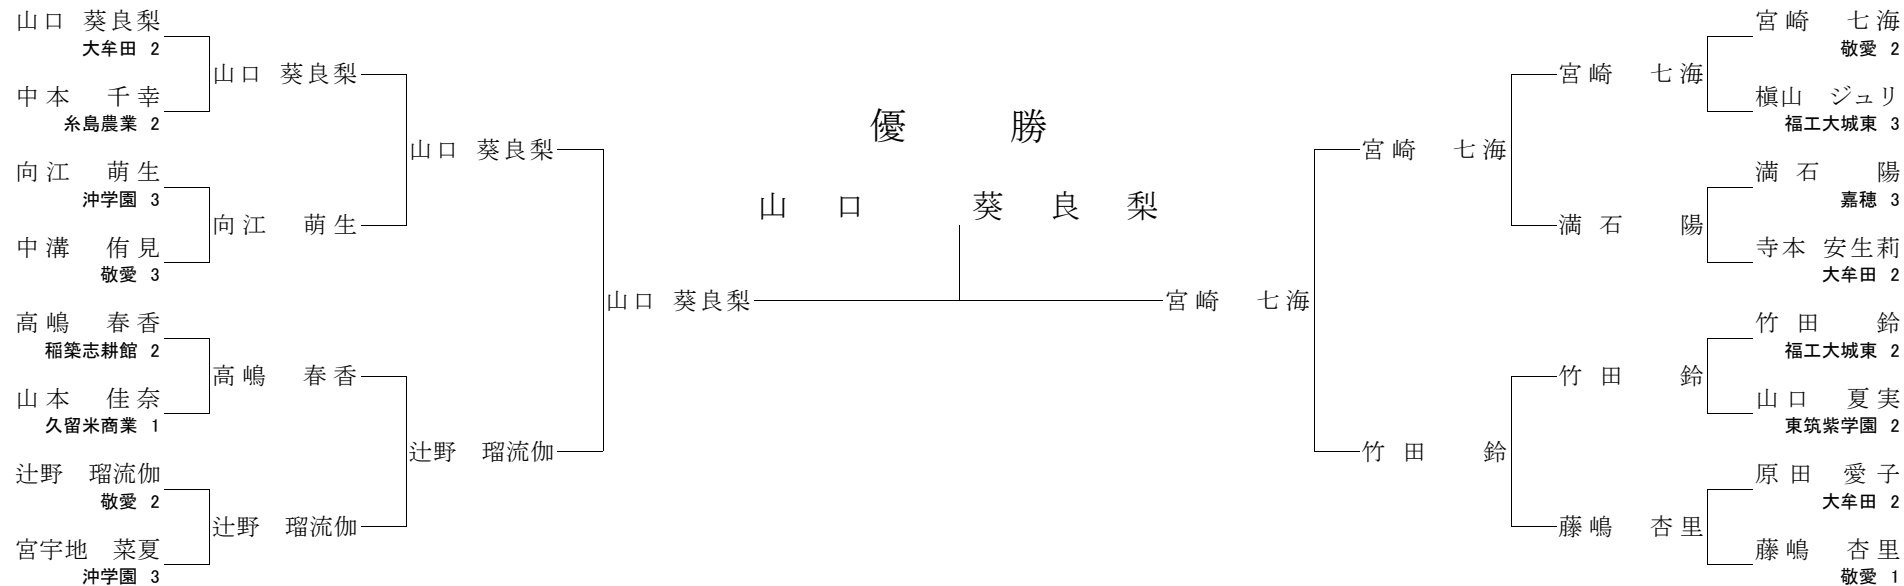 山口 葵良梨
大牟田 2
中本 千幸
糸島農業 2
向江 萌生
沖学園 3
中溝 侑見
敬愛 3
高嶋 春香
稲築志耕館 2
山本 佳奈
久留米商業 1
辻野 瑠流伽
敬愛 2
宮宇地 菜夏
沖学園 3
山口 葵良梨
向江 萌生
高嶋 春香
辻野 瑠流伽
山口 葵良梨
辻野 瑠流伽
山口 葵良梨
優 勝
山口 葵良梨
宮崎 七海
宮崎 七海
竹田 鈴
宮崎 七海
満石 陽
竹田 鈴
藤嶋 杏里
宮崎 七海
敬愛 2
槇山 ジュリ
福工大城東 3
満石 陽
嘉穂 3
寺本 安生莉
大牟田 2
竹田 鈴
福工大城東 2
山口 夏実
東筑紫学園 2
原田 愛子
大牟田 2
藤嶋 杏里
敬愛 1